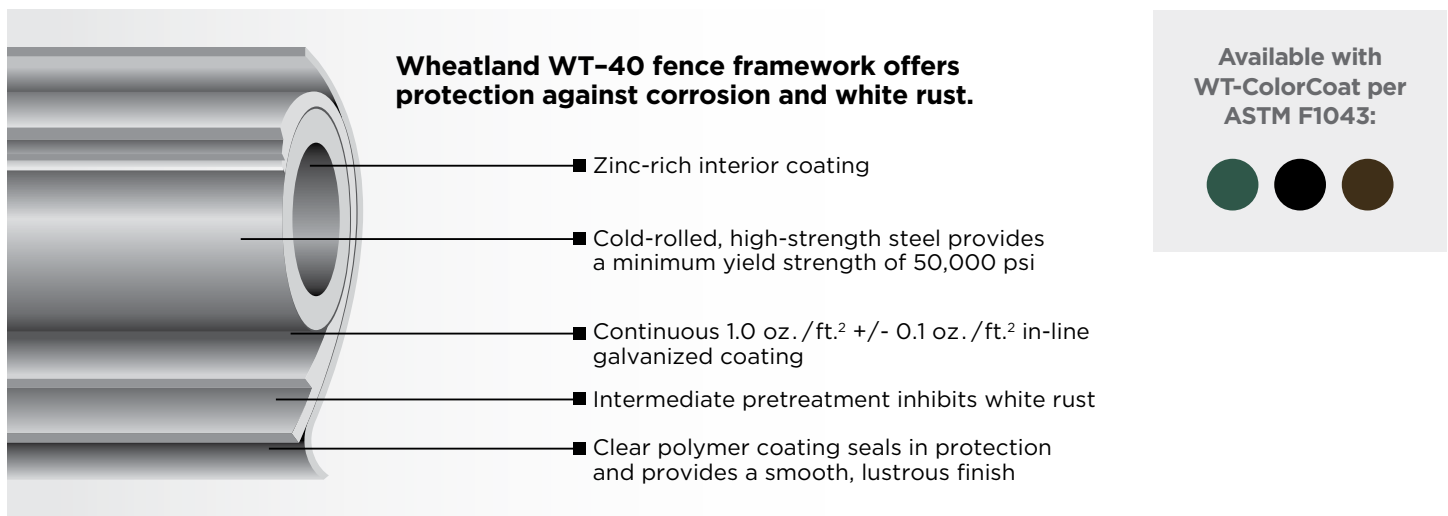 Wheatland WT–40 fence framework offers
protection against corrosion and white rust.
Zinc-rich interior coating
Cold-rolled, high-strength steel provides
a minimum yield strength of 50,000 psi
Continuous 1.0 oz./ft.² +/- 0.1 oz./ft.² in-line
galvanized coating
Intermediate pretreatment inhibits white rust
Clear polymer coating seals in protection
and provides a smooth, lustrous finish
Available with
WT-ColorCoat per
ASTM F1043: